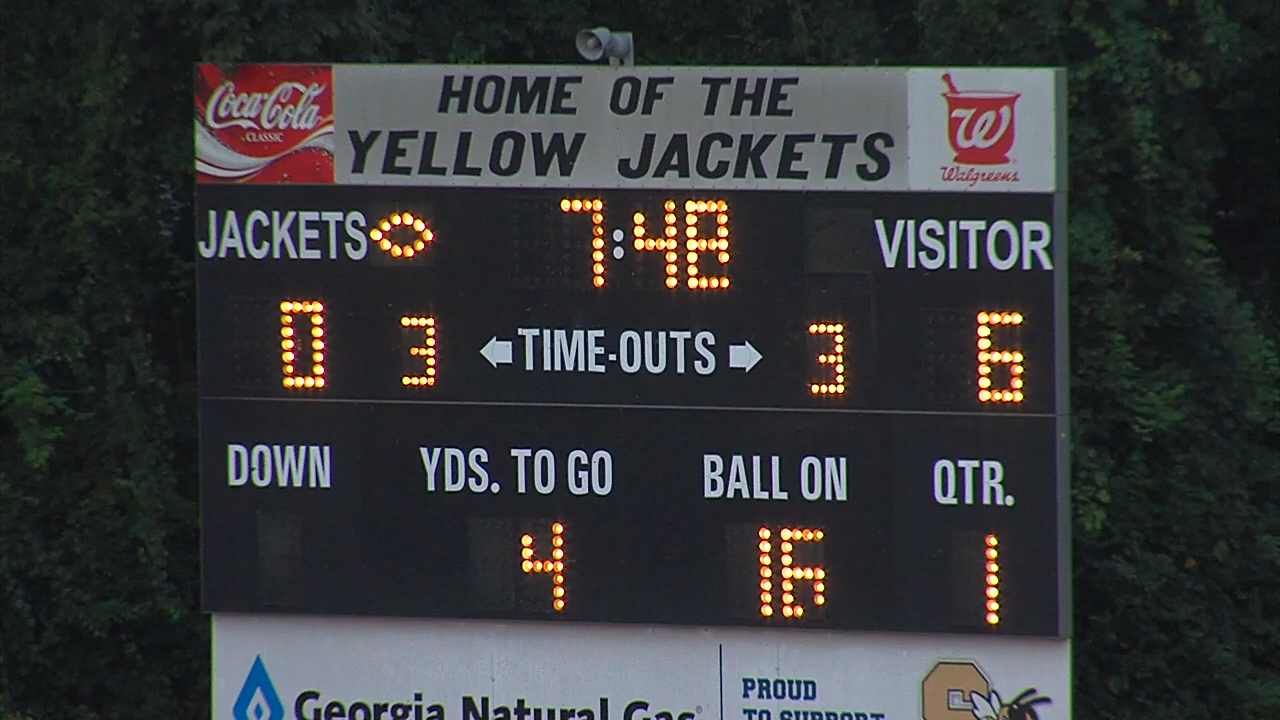 Coca-Cola
CLASSIC
HOME OF THE
YELLOW JACKETS
W
Walgreens
JACKETS 7:48 VISITOR
0 3 TIME-OUTS 3 6
DOWN YDS. TO GO BALL ON QTR.
4 16 1
Georgia Natural Gas
PROUD
TO SUPPORT